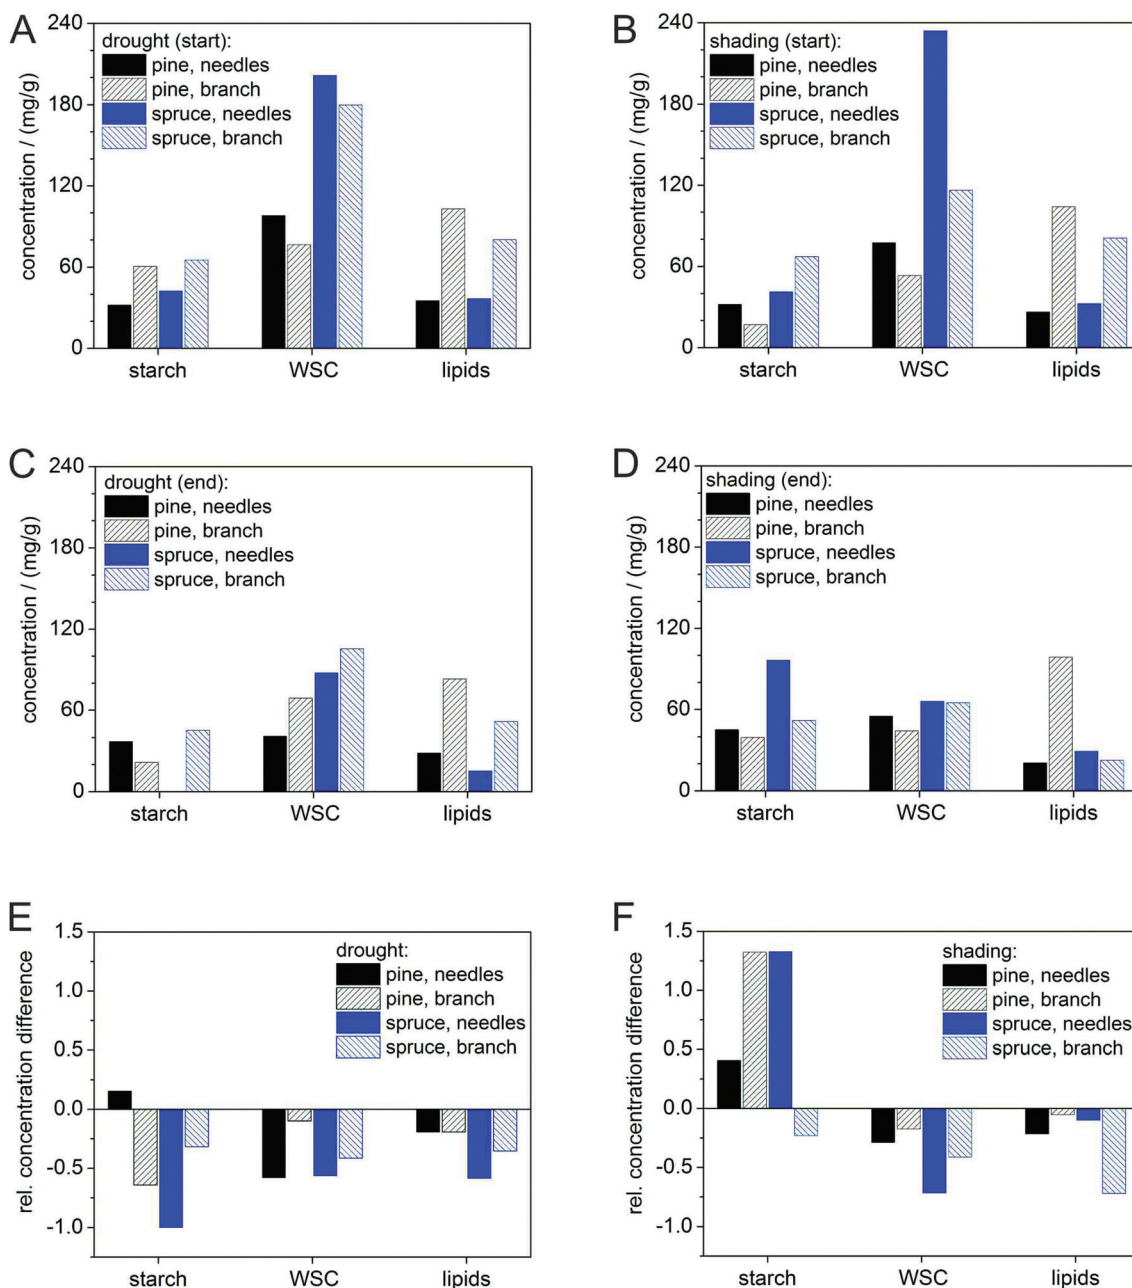 A
concentration / (mg/g)
240
180
120
60
0
drought (start):
pine, needles
pine, branch
spruce, needles
spruce, branch
starch
WSC
lipids
B
concentration / (mg/g)
240
180
120
60
0
shading (start):
pine, needles
pine, branch
spruce, needles
spruce, branch
starch
WSC
lipids
C
concentration / (mg/g)
240
180
120
60
0
drought (end):
pine, needles
pine, branch
spruce, needles
spruce, branch
starch
WSC
lipids
D
concentration / (mg/g)
240
180
120
60
0
shading (end):
pine, needles
pine, branch
spruce, needles
spruce, branch
starch
WSC
lipids
E
rel. concentration difference
1.5
1.0
0.5
0.0
-0.5
-1.0
drought:
pine, needles
pine, branch
spruce, needles
spruce, branch
starch
WSC
lipids
F
rel. concentration difference
1.5
1.0
0.5
0.0
-0.5
-1.0
shading:
pine, needles
pine, branch
spruce, needles
spruce, branch
starch
WSC
lipids